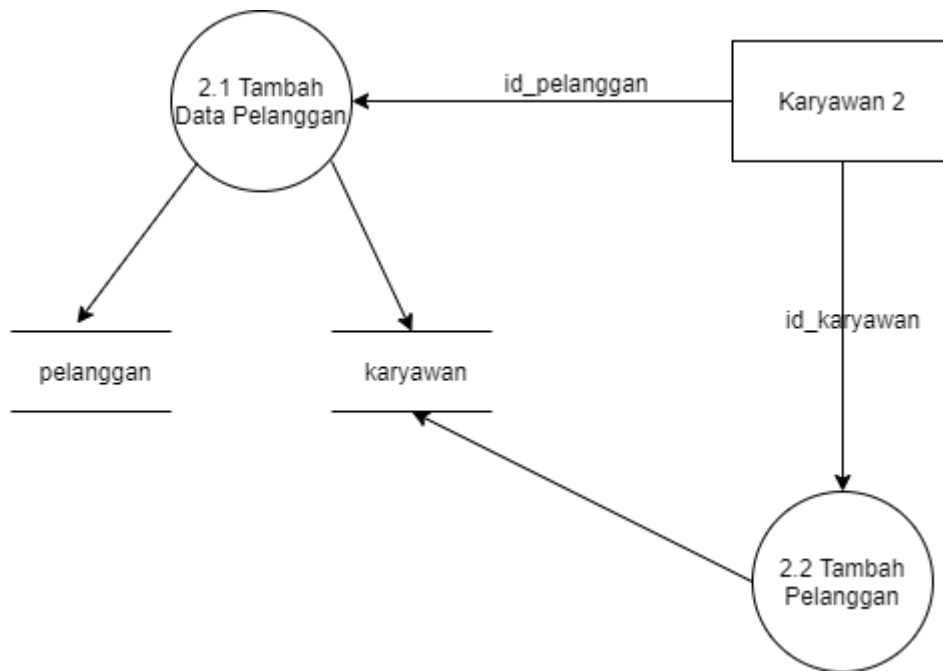 2.1 Tambah
Data Pelanggan
id_pelanggan
Karyawan 2
id_karyawan
pelanggan
karyawan
2.2 Tambah
Pelanggan